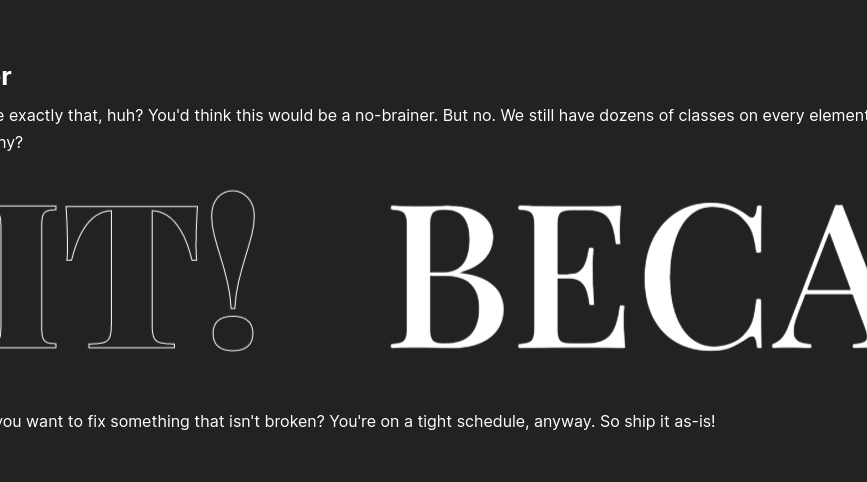 r
exactly that, huh? You'd think this would be a no-brainer. But no. We still have dozens of classes on every element
hy?
IT! BECA
you want to fix something that isn't broken? You're on a tight schedule, anyway. So ship it as-is!